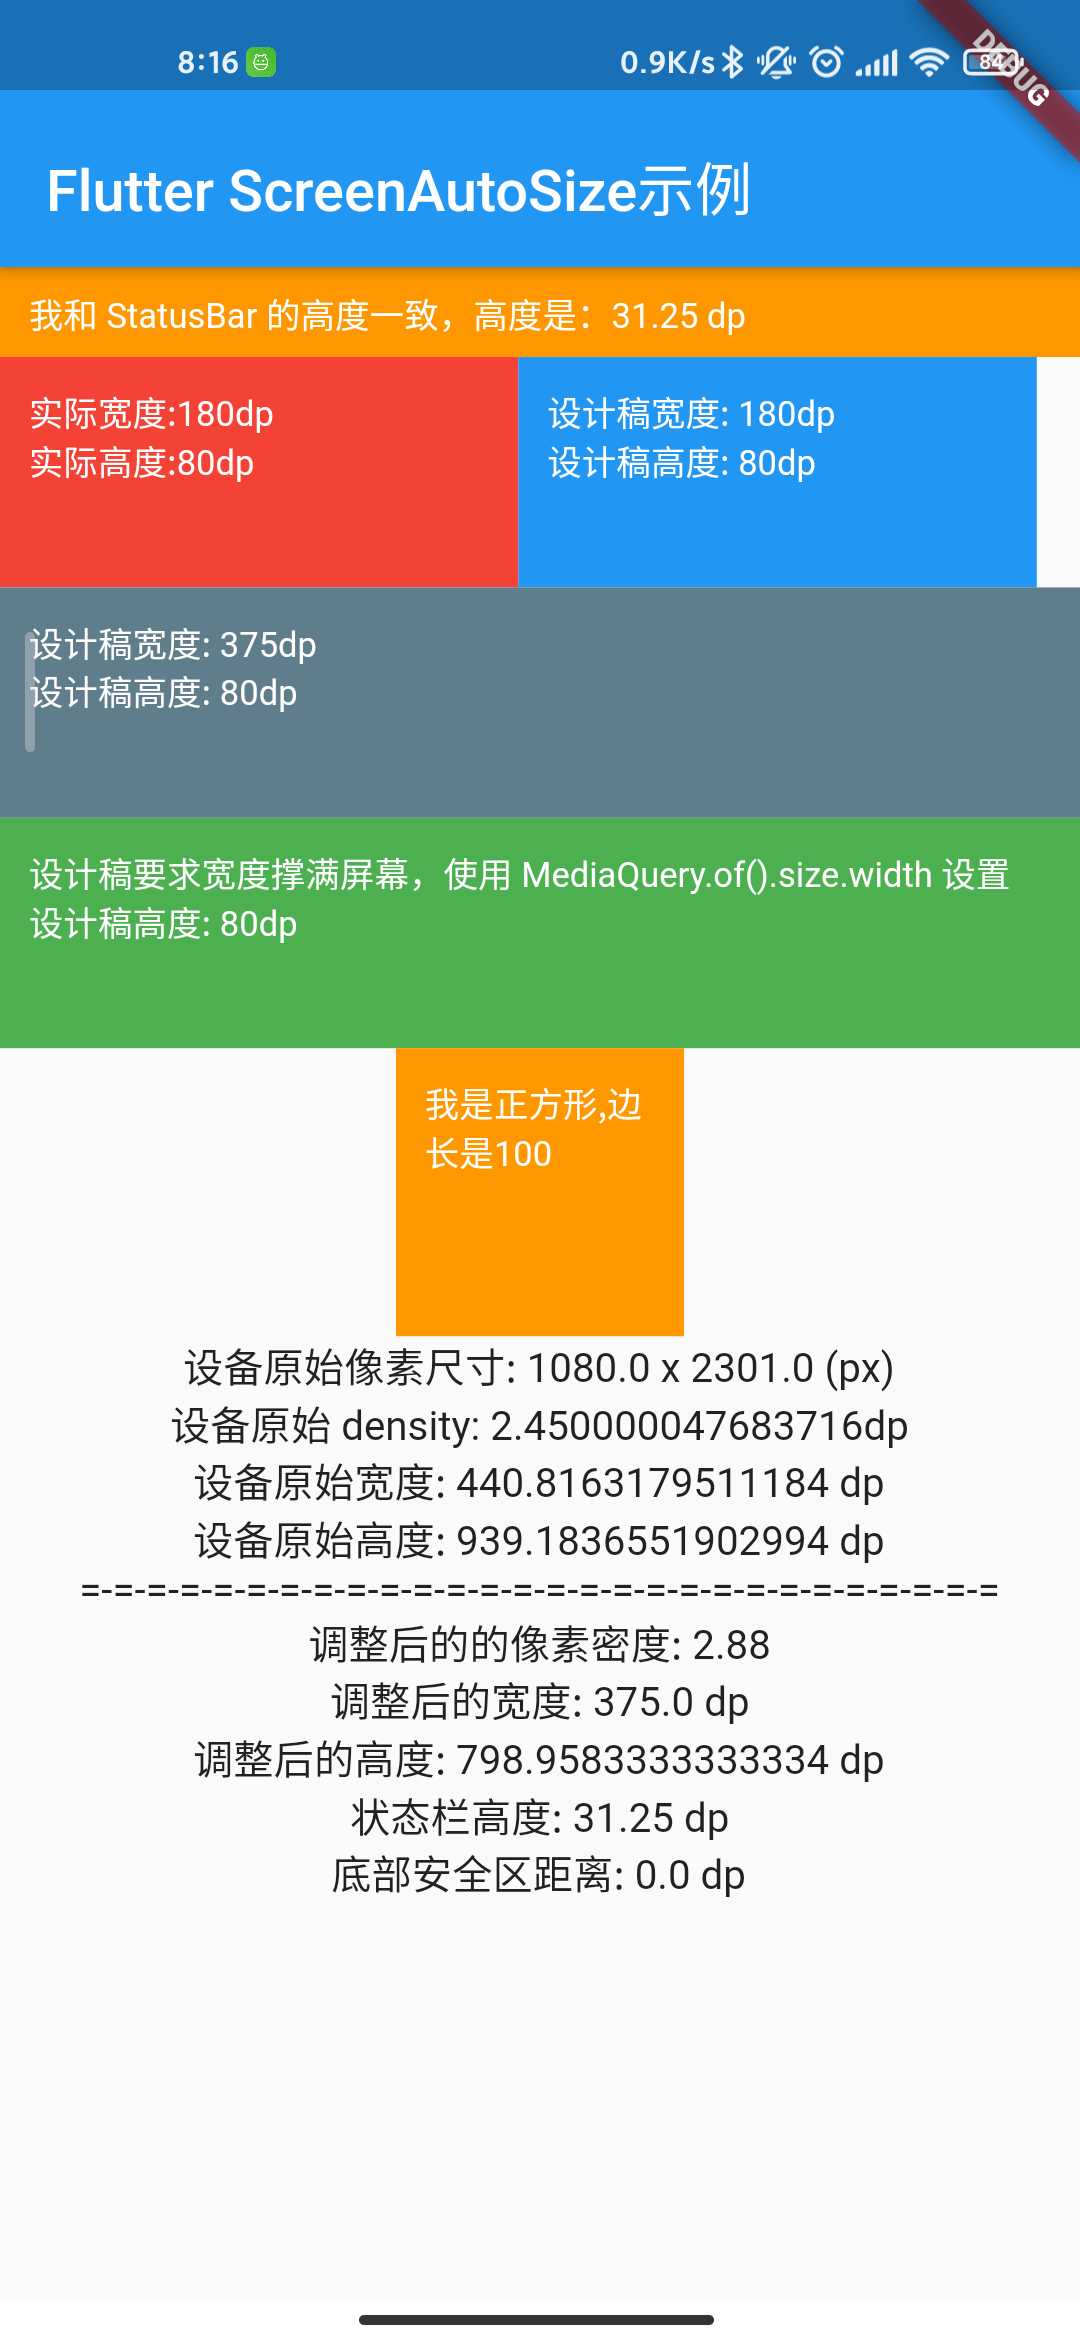 8:16
0.9K/s
84
DEBUG
Flutter ScreenAutoSize示例
我和 StatusBar 的高度一致，高度是：31.25 dp
实际宽度:180dp
实际高度:80dp
设计稿宽度: 180dp
设计稿高度: 80dp
设计稿宽度: 375dp
设计稿高度: 80dp
设计稿要求宽度撑满屏幕，使用 MediaQuery.of().size.width 设置
设计稿高度: 80dp
我是正方形,边
长是100
设备原始像素尺寸: 1080.0 x 2301.0 (px)
设备原始 density: 2.450000047683716dp
设备原始宽度: 440.8163179511184 dp
设备原始高度: 939.1836551902994 dp
=-=-=-=-=-=-=-=-=-=-=-=-=-=-=-=-=-=-=-=-=-=-=-=-=-=-=-=
调整后的的像素密度: 2.88
调整后的宽度: 375.0 dp
调整后的高度: 798.9583333333334 dp
状态栏高度: 31.25 dp
底部安全区距离: 0.0 dp